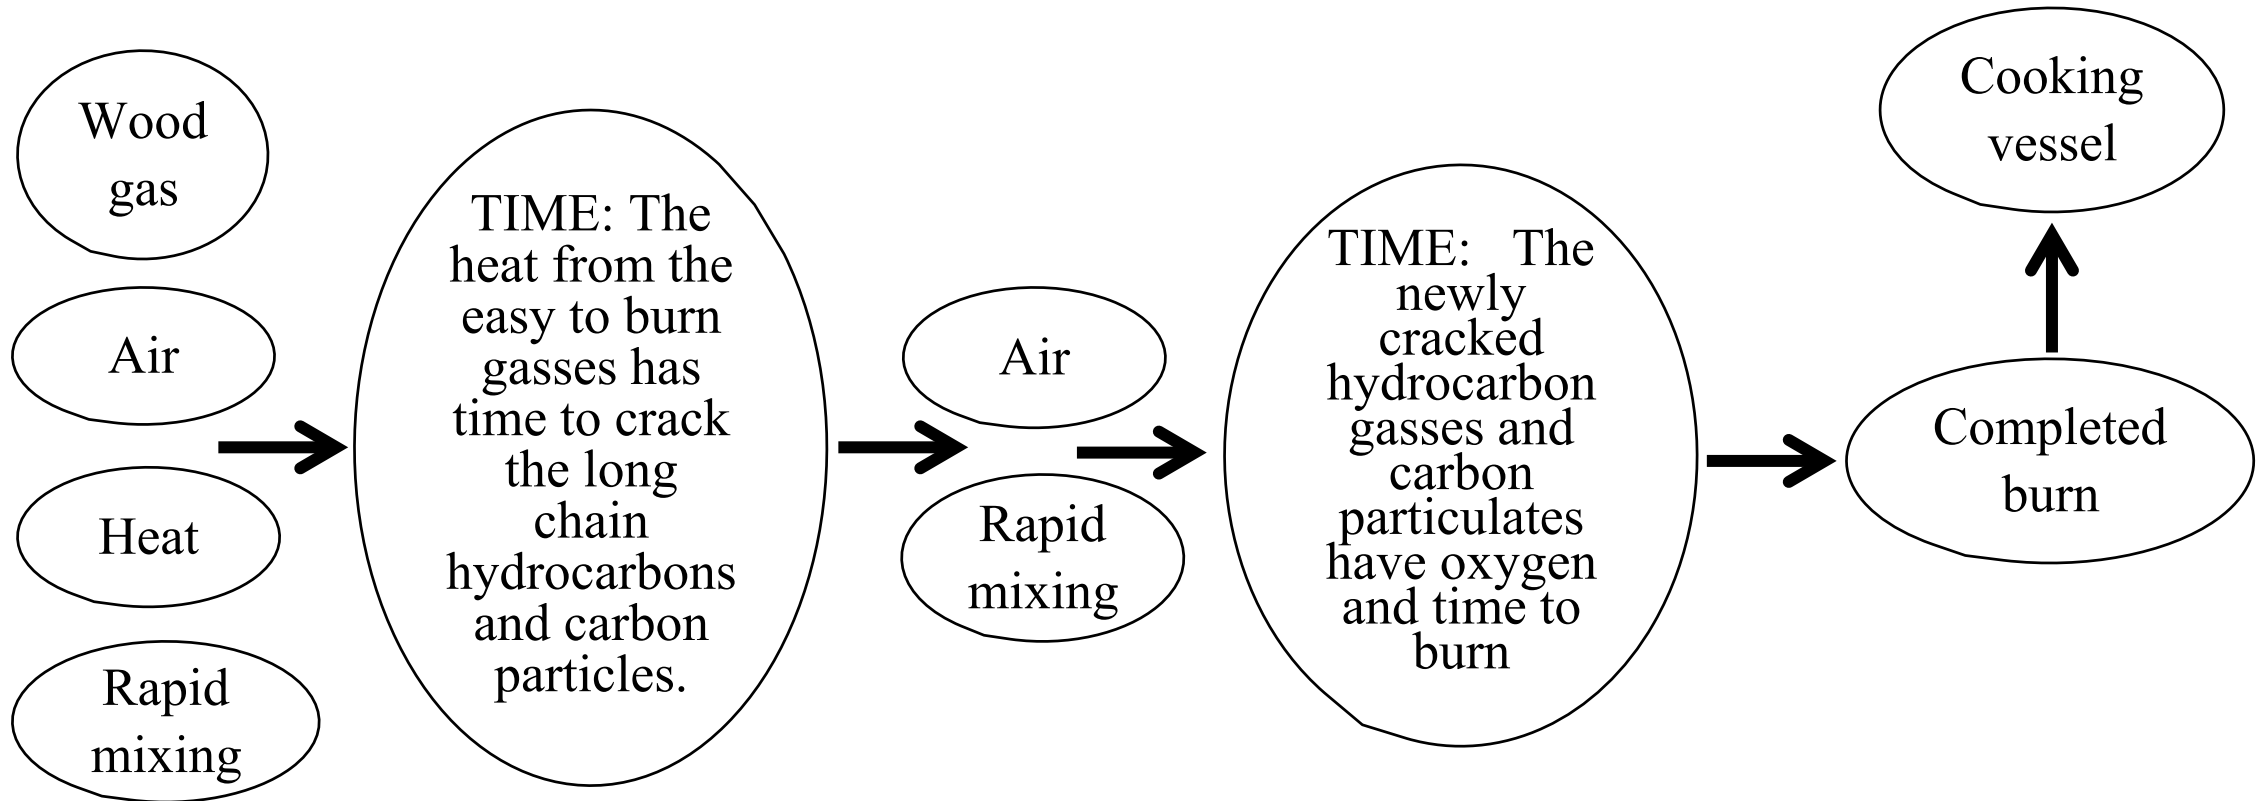 Wood
gas
Air
Heat
Rapid
mixing
TIME: The
heat from the
easy to burn
gasses has
time to crack
the long
chain
hydrocarbons
and carbon
particles.
Air
Rapid
mixing
TIME: The
newly
cracked
hydrocarbon
gasses and
carbon
particulates
have oxygen
and time to
burn
Cooking
vessel
Completed
burn